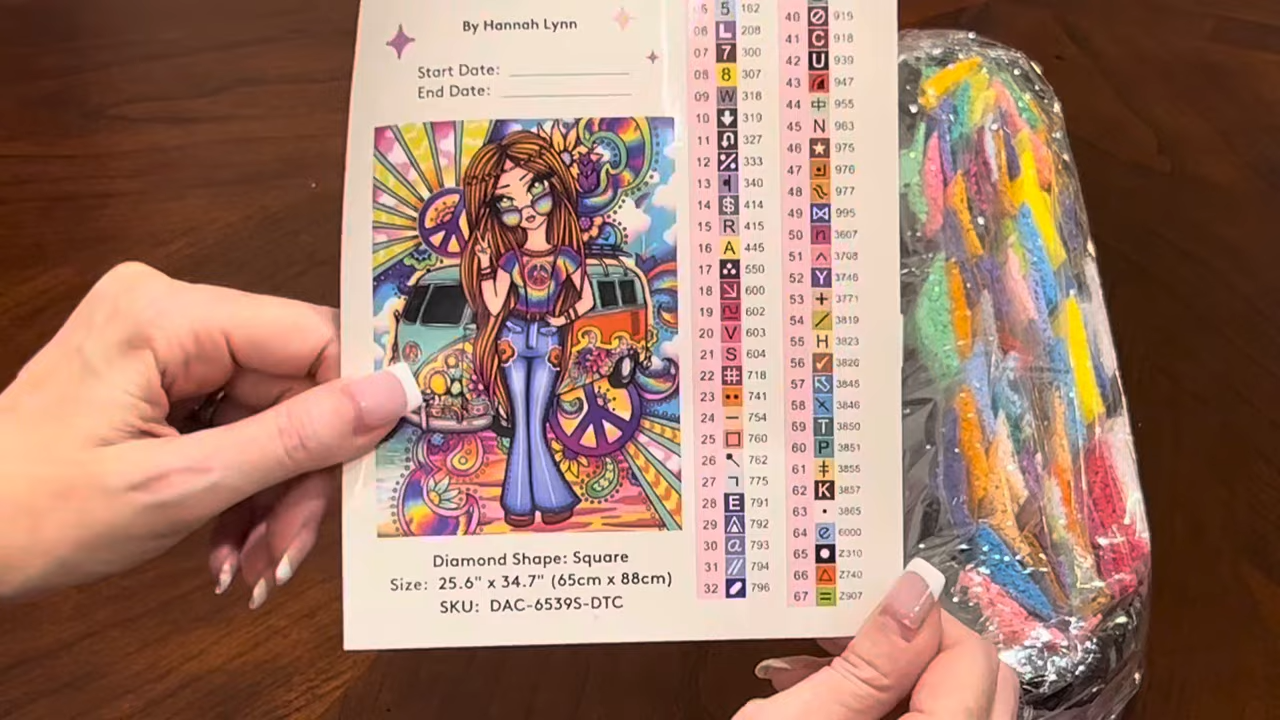 By Hannah Lynn
Start Date:
End Date:
Diamond Shape: Square
Size: 25.6" x 34.7" (65cm x 88cm)
SKU: DAC-6539S-DTC
5 162
06 L 208
07 7 300
08 8 307
09 W 318
10 319
11 327
12 333
13 340
14 $ 414
15 R 415
16 A 445
17 550
18 600
19 602
20 V 603
21 S 604
22 # 718
23 741
24 754
25 760
26 762
27 775
28 E 791
29 792
30 a 793
31 // 794
32 796
40 919
41 C 918
42 U 939
43 947
44 955
45 N 963
46 ★ 975
47 976
48 977
49 995
50 n 3607
51 3708
52 Y 3746
53 + 3771
54 / 3819
55 H 3823
56 3826
57 3845
58 3846
59 T 3850
60 P 3851
61 ‡ 3855
62 K 3857
63 3865
64 e 6000
65 Z310
66 Z740
67 = Z907